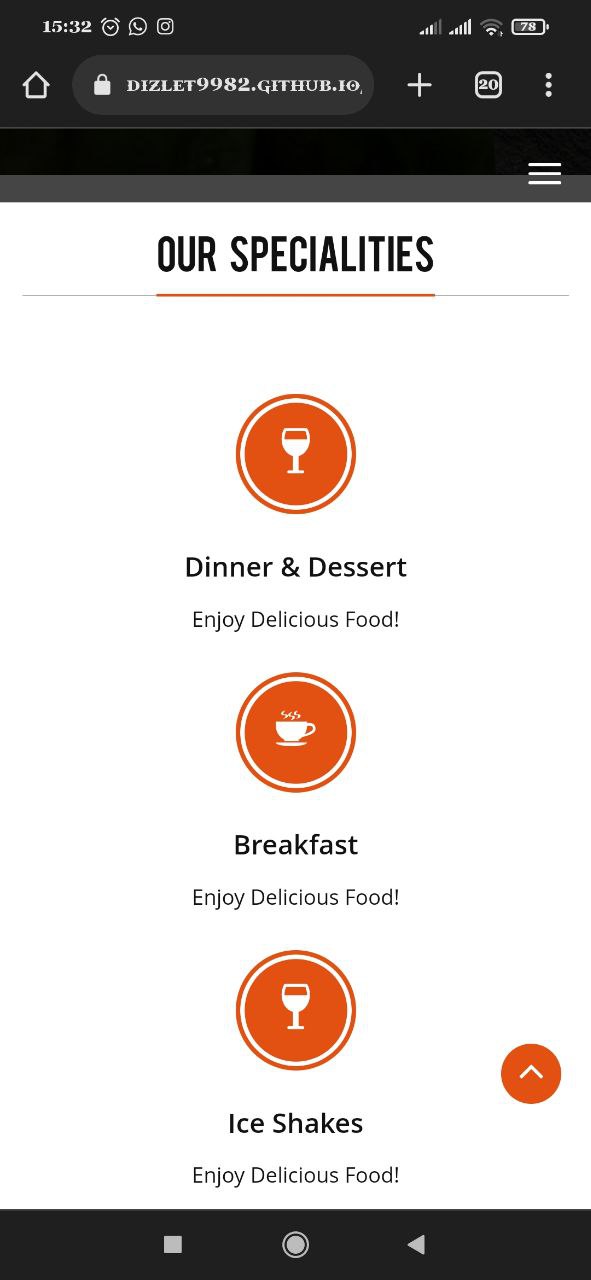 15:32
78
DIZLET9982.GITHUB.IO
20
OUR SPECIALITIES
Dinner & Dessert
Enjoy Delicious Food!
Breakfast
Enjoy Delicious Food!
Ice Shakes
Enjoy Delicious Food!